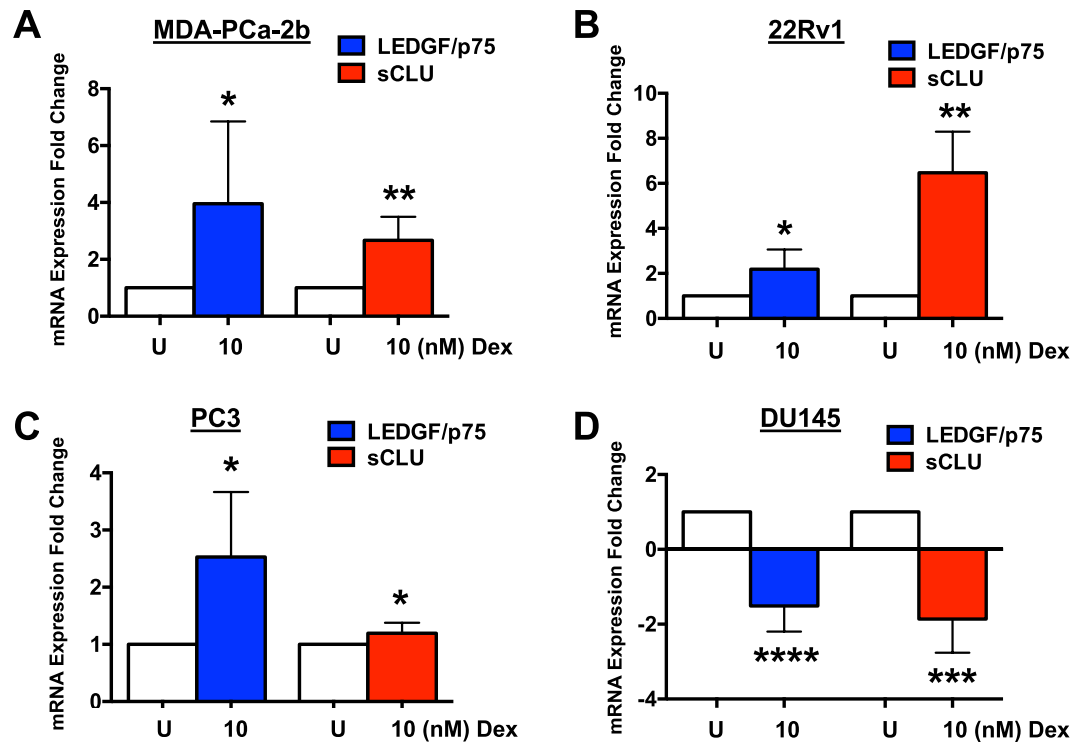 A
MDA-PCa-2b
LEDGF/p75
sCLU
mRNA Expression Fold Change
8
6
4
2
0
*
**
U 10 U 10 (nM) Dex
B
22Rv1
LEDGF/p75
sCLU
mRNA Expression Fold Change
10
8
6
4
2
0
*
**
U 10 U 10 (nM) Dex
C
PC3
LEDGF/p75
sCLU
mRNA Expression Fold Change
4
3
2
1
0
*
*
U 10 U 10 (nM) Dex
D
DU145
LEDGF/p75
sCLU
mRNA Expression Fold Change
2
0
-2
-4
****
***
U 10 U 10 (nM) Dex